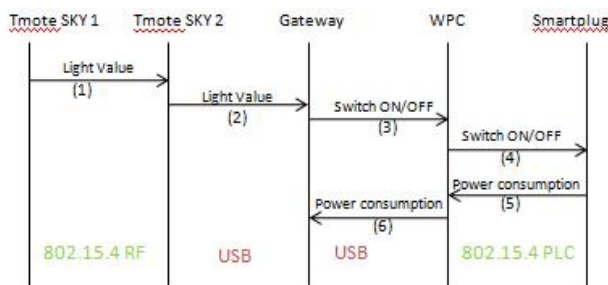 Tmote SKY 1 Tmote SKY 2 Gateway WPC Smartplug
Light Value
(1)
Light Value
(2)
Switch ON/OFF
(3)
Switch ON/OFF
(4)
Power consumption
(5)
Power consumption
(6)
802.15.4 RF USB USB 802.15.4 PLC